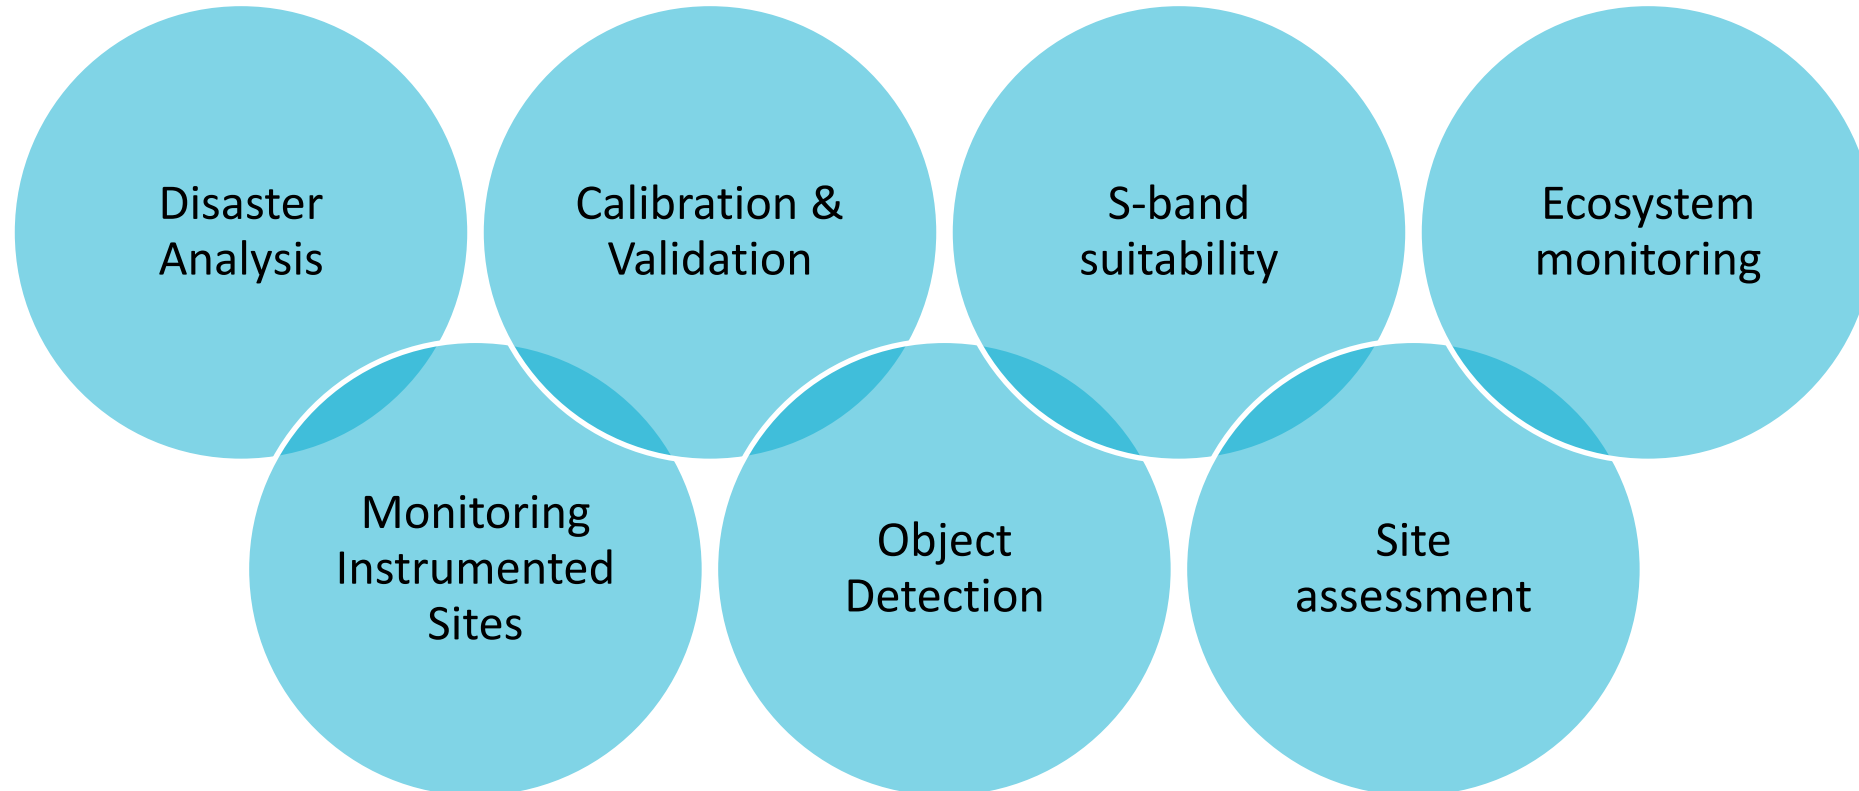 Disaster
Analysis
Calibration &
Validation
S-band
suitability
Ecosystem
monitoring
Monitoring
Instrumented
Sites
Object
Detection
Site
assessment